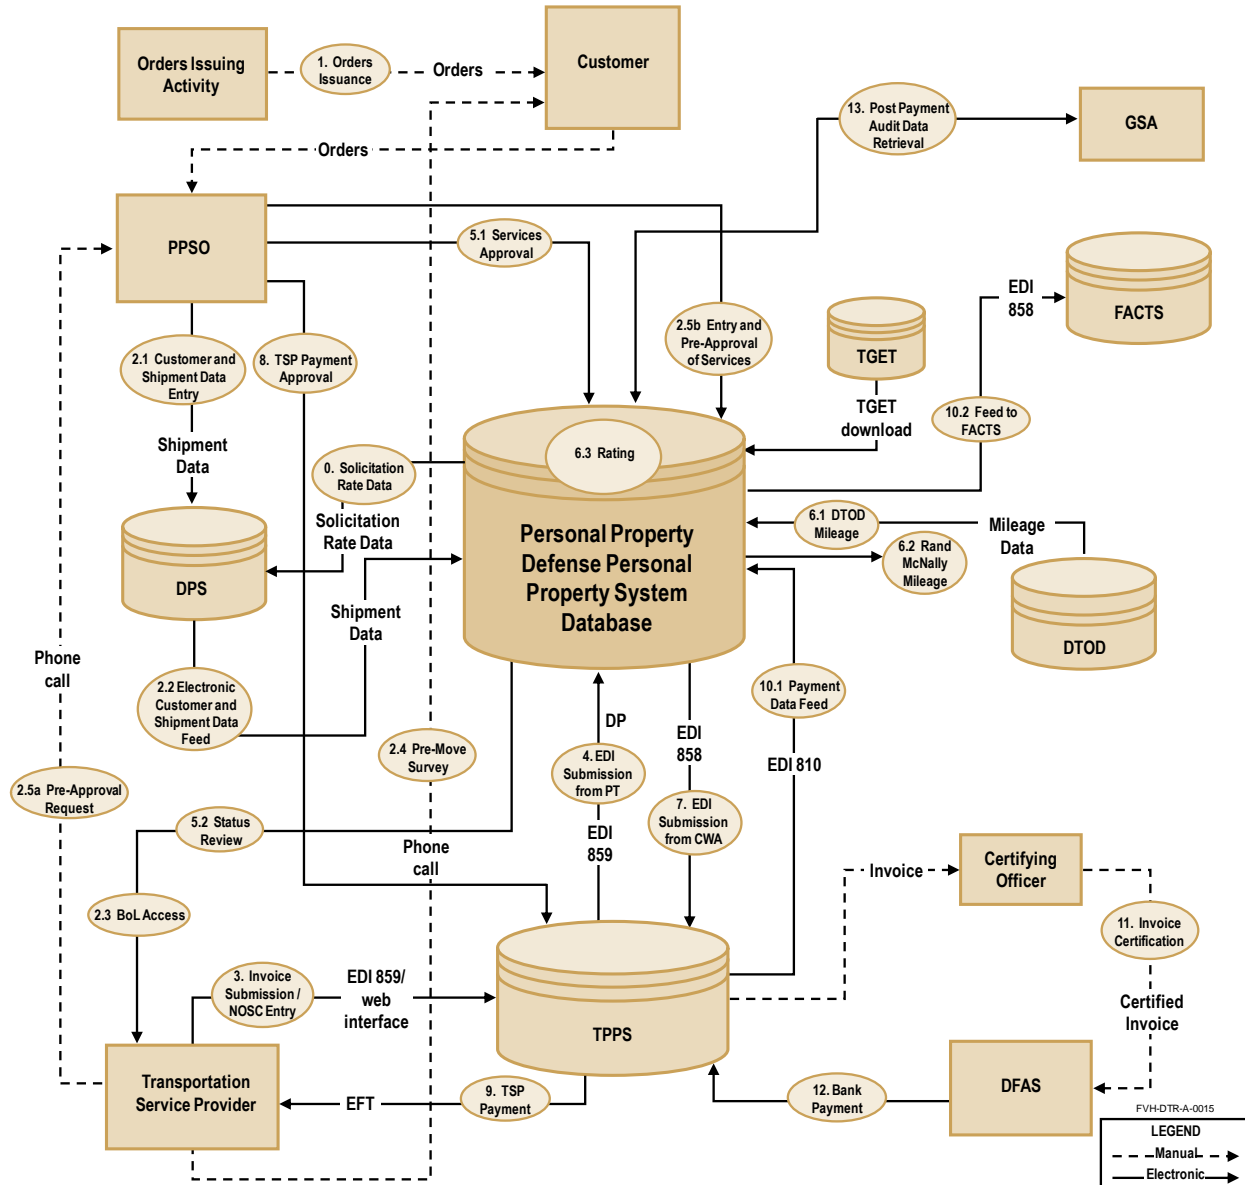 Orders Issuing
Activity
1. Orders
Issuance
Orders
Customer
13. Post Payment
Audit Data
Retrieval
GSA
Orders
PPSO
5.1 Services
Approval
EDI
858
FACTS
2.1 Customer and
Shipment Data
Entry
8. TSP Payment
Approval
2.5b Entry and
Pre-Approval
of Services
TGET
TGET
download
10.2 Feed to
FACTS
Shipment
Data
0. Solicitation
Rate Data
6.3 Rating
Solicitation
Rate Data
Personal Property
Defense Personal
Property System
Database
6.1 DTOD
Mileage
Mileage
Data
6.2 Rand
McNally
Mileage
DPS
Shipment
Data
DTOD
Phone
call
2.2 Electronic
Customer and
Shipment Data
Feed
10.1 Payment
Data Feed
DP
2.4 Pre-Move
Survey
EDI
858
4. EDI
Submission
from PT
EDI 810
2.5a Pre-Approval
Request
7. EDI
Submission
from CWA
5.2 Status
Review
Phone
call
EDI
859
Invoice
Certifying
Officer
2.3 BoL Access
11. Invoice
Certification
3. Invoice
Submission /
NOSC Entry
EDI 859/
web
interface
TPPS
Certified
Invoice
Transportation
Service Provider
EFT
9. TSP
Payment
12. Bank
Payment
DFAS
FVH-DTR-A-0015
LEGEND
Manual
Electronic